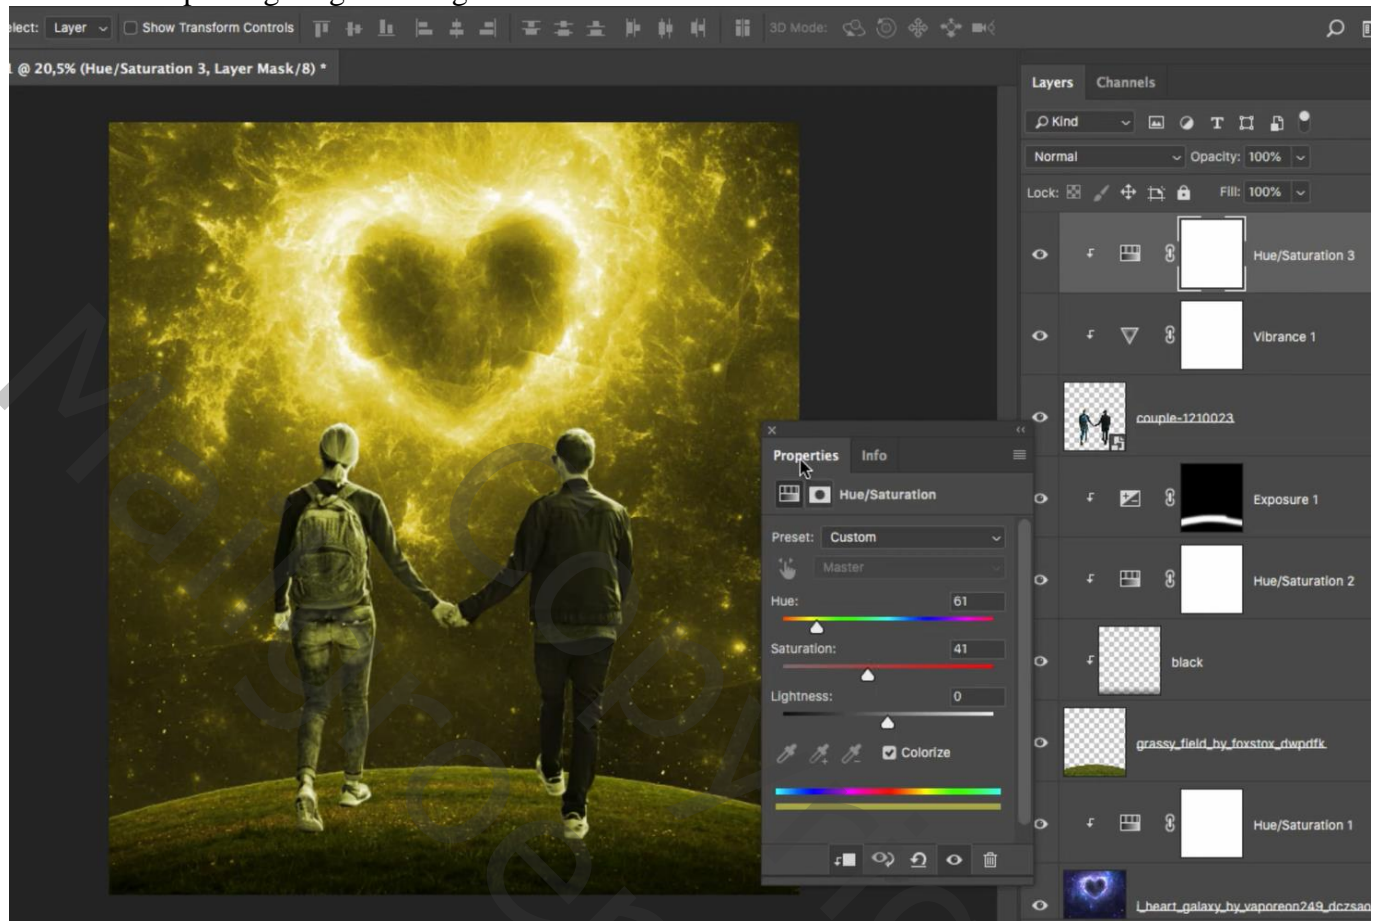 elect: Layer Show Transform Controls 3D Mode:
@ 20,5% (Hue/Saturation 3, Layer Mask/8) *
Layers Channels
Kind
Normal Opacity: 100%
Lock: Fill: 100%
Hue/Saturation 3
Vibrance 1
couple-1210023
Properties Info
Hue/Saturation
Exposure 1
Preset: Custom
Master
Hue/Saturation 2
Hue: 61
Saturation: 41
black
Lightness: 0
grassy_field_by_foxstox_dwpdfk
Colorize
Hue/Saturation 1
i_heart_galaxy_by_vaporeon249_dczsao